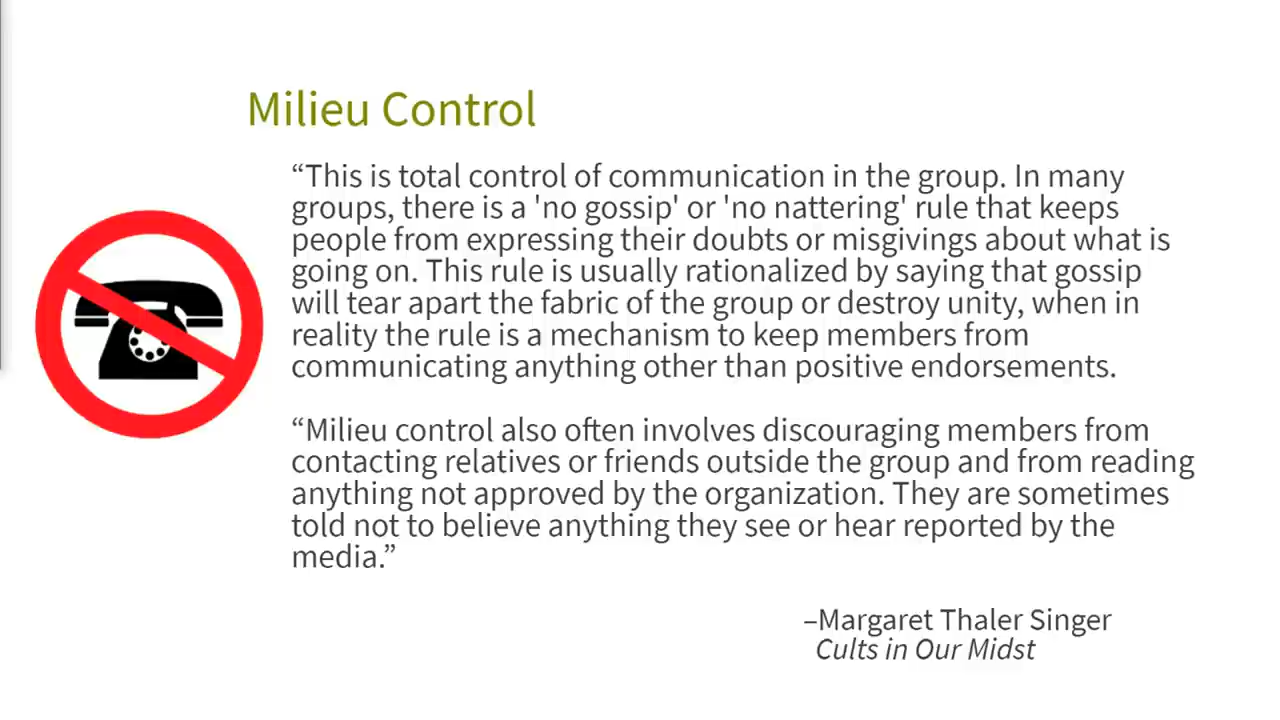 Milieu Control
“This is total control of communication in the group. In many
groups, there is a 'no gossip' or 'no nattering' rule that keeps
people from expressing their doubts or misgivings about what is
going on. This rule is usually rationalized by saying that gossip
will tear apart the fabric of the group or destroy unity, when in
reality the rule is a mechanism to keep members from
communicating anything other than positive endorsements.
“Milieu control also often involves discouraging members from
contacting relatives or friends outside the group and from reading
anything not approved by the organization. They are sometimes
told not to believe anything they see or hear reported by the
media.”
–Margaret Thaler Singer
Cults in Our Midst